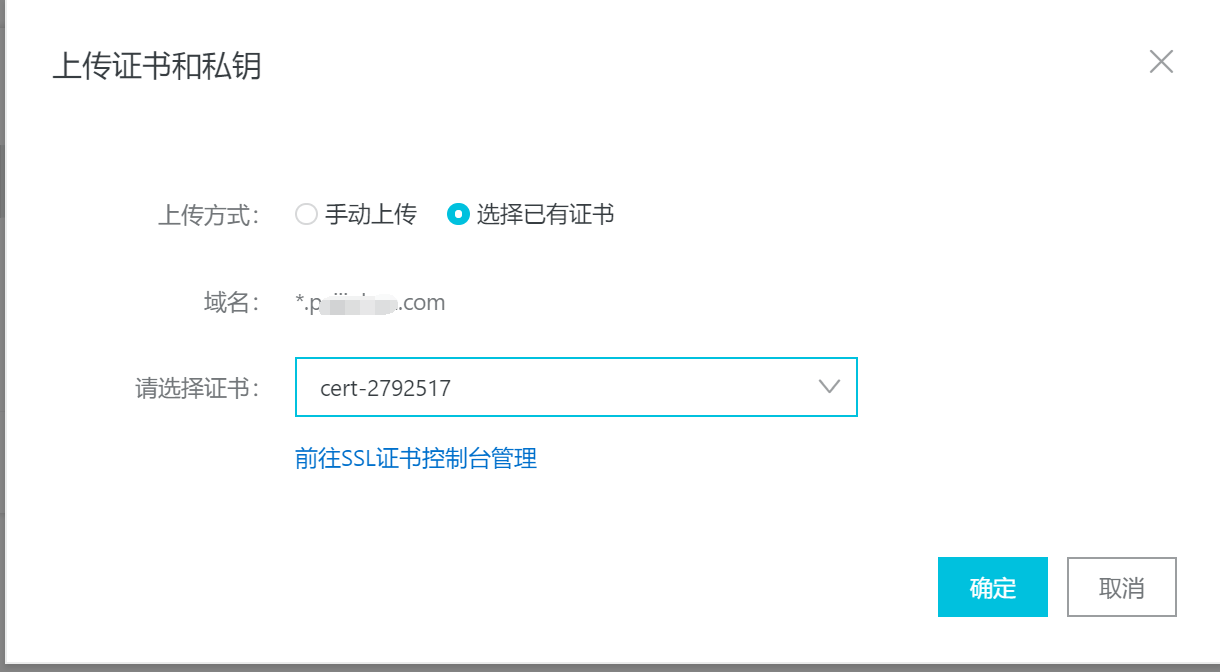 上传证书和私钥
上传方式： 手动上传 选择已有证书
域名： *.p .com
请选择证书： cert-2792517
前往SSL证书控制台管理
确定 取消